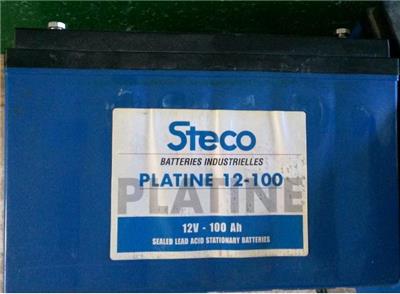 Steco
BATTERIES INDUSTRIELLES
PLATINE 12-100
PLATINE
12V - 100 Ah
SEALED LEAD ACID STATIONARY BATTERIES